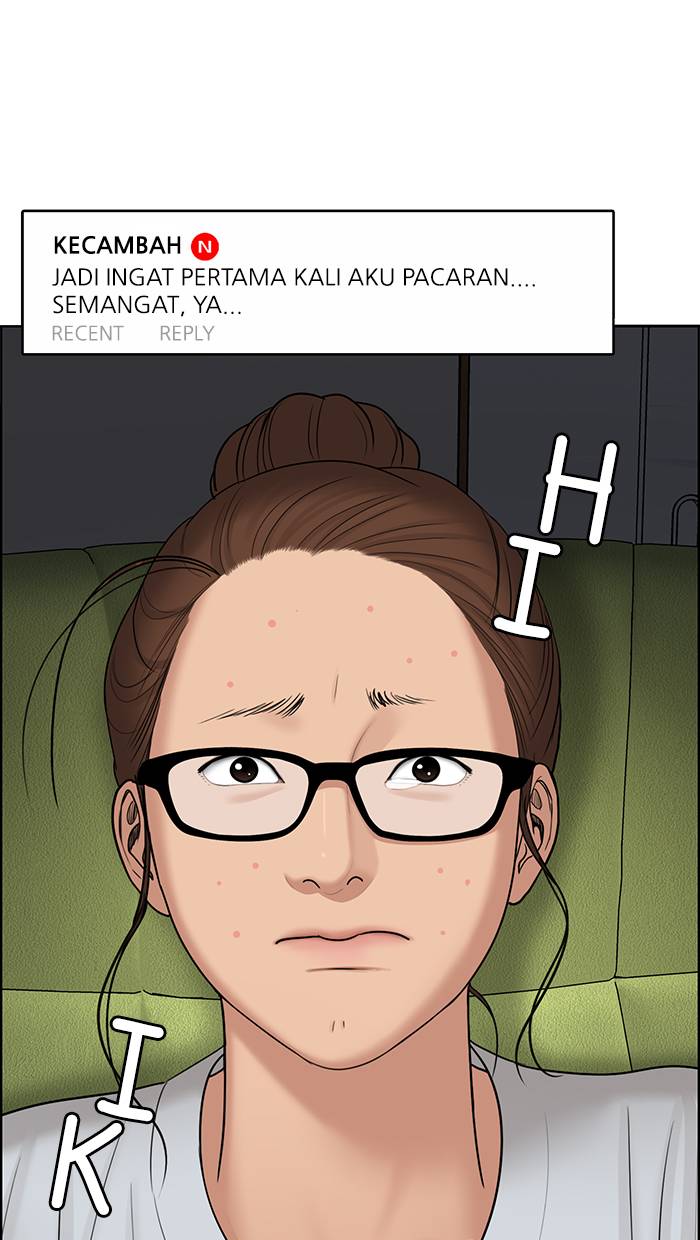 KECAMBAH N
JADI INGAT PERTAMA KALI AKU PACARAN....
SEMANGAT, YA...
RECENT REPLY
HI
IK